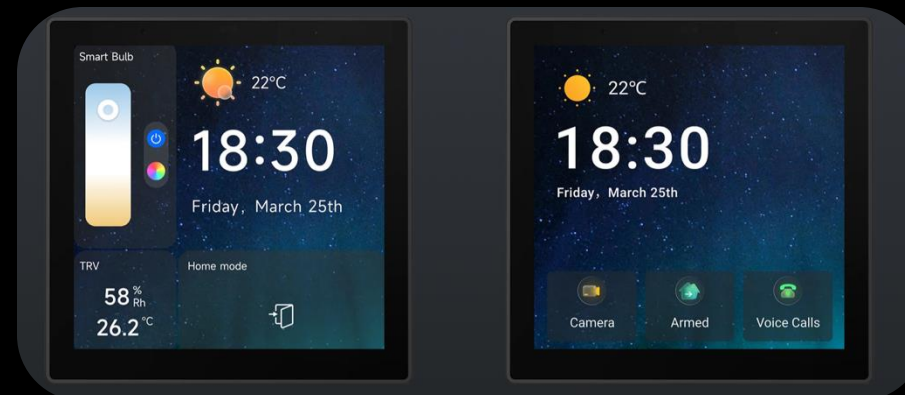 Smart Bulb
22°C
18:30
Friday, March 25th
TRV
58 % Rh
26.2 °C
Home mode
22°C
18:30
Friday, March 25th
Camera
Armed
Voice Calls